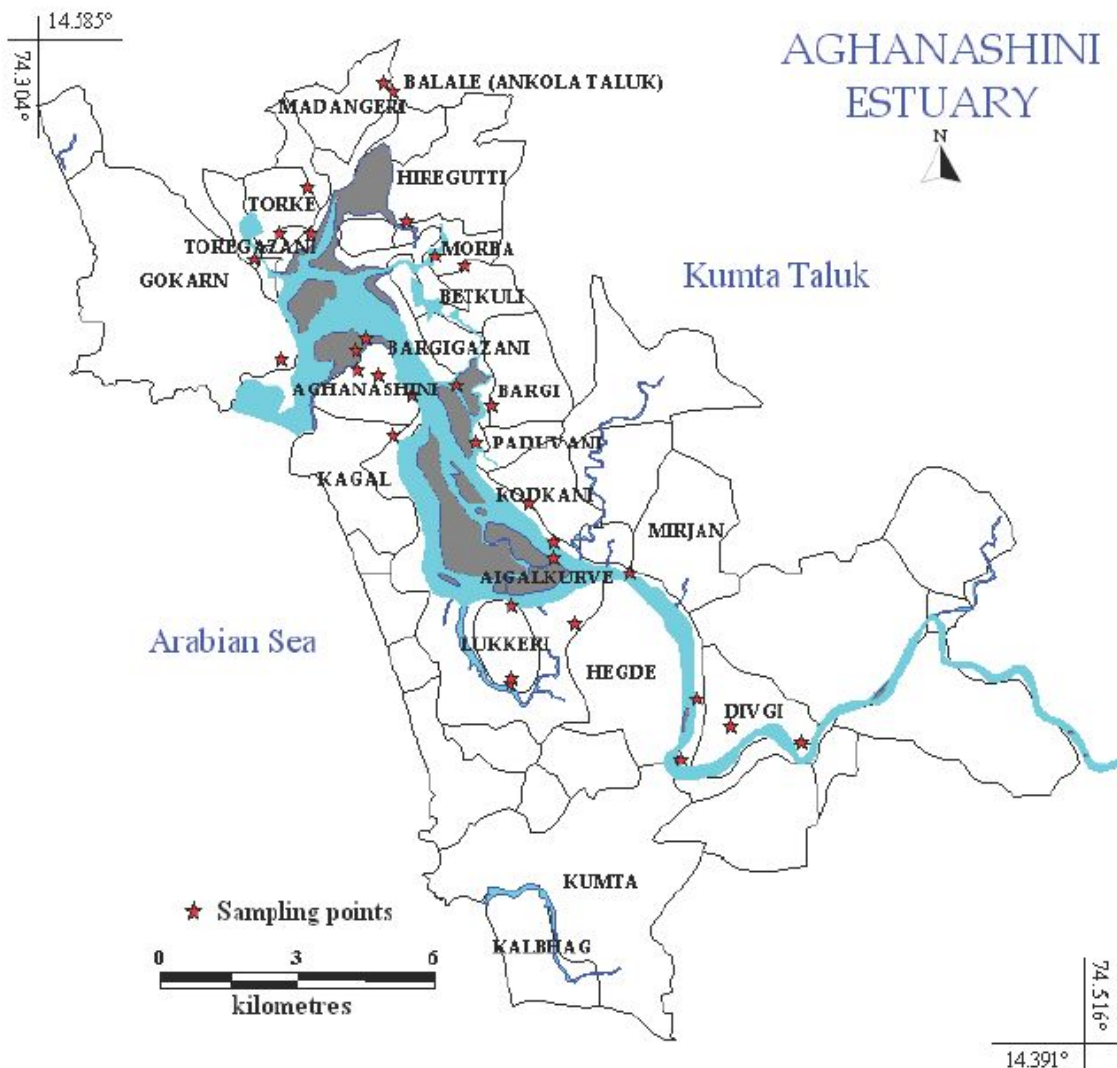 14.585°
74.304°
AGHANASHINI
ESTUARY
N
BALALE (ANKOLA TALUK)
MADANGERI
HIREGUTTI
TORKE
TOREGAZANI
MORBA
GOKARN
Kumta Taluk
BETKULI
BARGIGAZANI
AGHANASHINI
BARGI
PADUVANI
KAGAL
KODKANI
MIRJAN
AIGALKURVE
Arabian Sea
LUKKERI
HEGDE
DIVGI
KUMTA
Sampling points
KALBHAG
0 3 6
kilometres
74.516°
14.391°